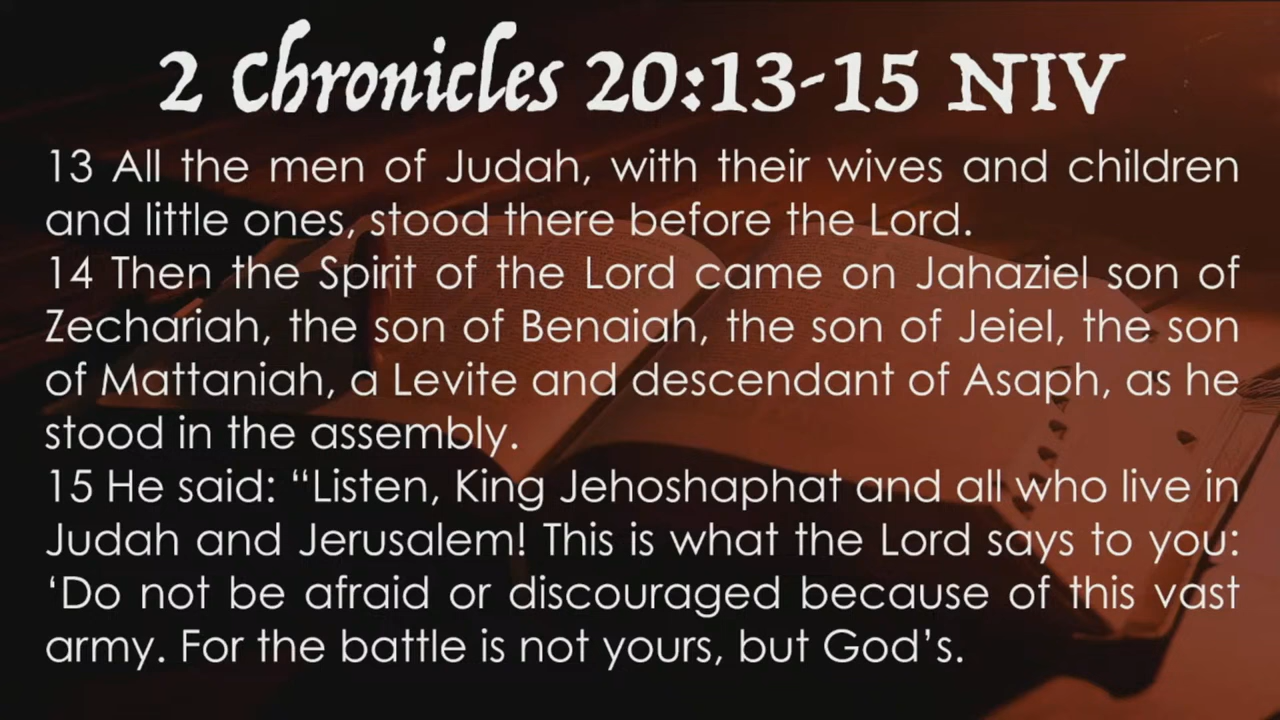 2 Chronicles 20:13-15 NIV
13 All the men of Judah, with their wives and children
and little ones, stood there before the Lord.
14 Then the Spirit of the Lord came on Jahaziel son of
Zechariah, the son of Benaiah, the son of Jeiel, the son
of Mattaniah, a Levite and descendant of Asaph, as he
stood in the assembly.
15 He said: “Listen, King Jehoshaphat and all who live in
Judah and Jerusalem! This is what the Lord says to you:
‘Do not be afraid or discouraged because of this vast
army. For the battle is not yours, but God’s.